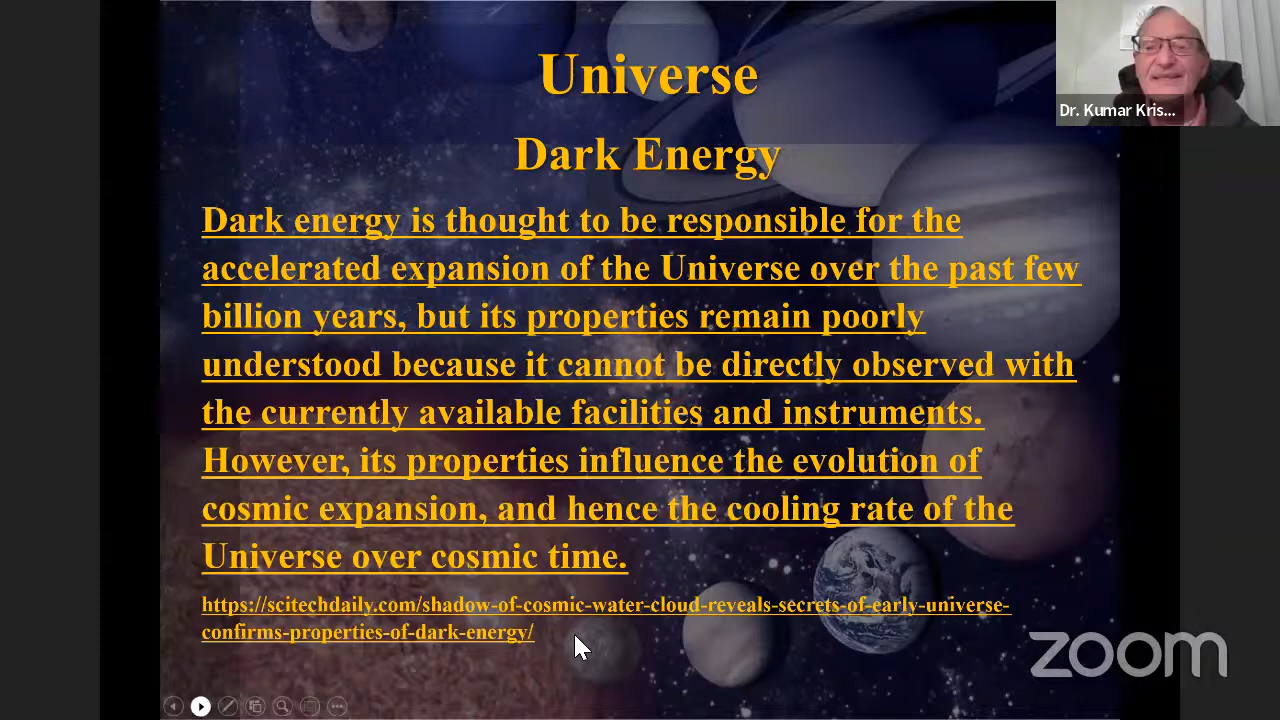 Universe
Dark Energy
Dark energy is thought to be responsible for the
accelerated expansion of the Universe over the past few
billion years, but its properties remain poorly
understood because it cannot be directly observed with
the currently available facilities and instruments.
However, its properties influence the evolution of
cosmic expansion, and hence the cooling rate of the
Universe over cosmic time.
https://scitechdaily.com/shadow-of-cosmic-water-cloud-reveals-secrets-of-early-universe-
confirms-properties-of-dark-energy/
Dr. Kumar Kris...
zoom